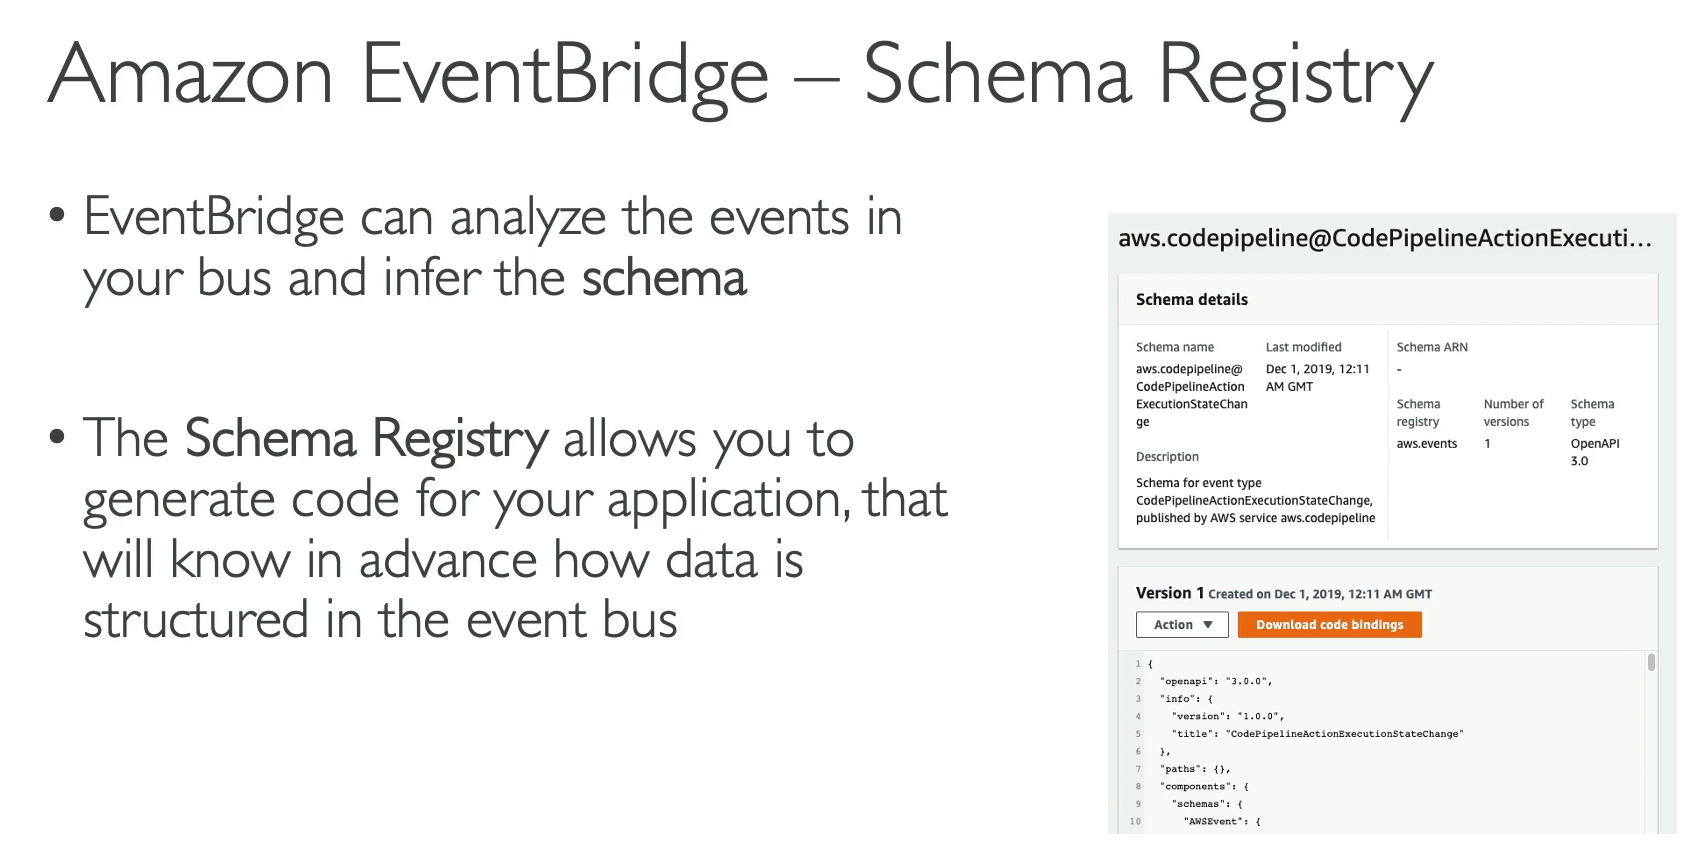 Amazon EventBridge – Schema Registry
• EventBridge can analyze the events in
your bus and infer the schema
• The Schema Registry allows you to
generate code for your application, that
will know in advance how data is
structured in the event bus
aws.codepipeline@CodePipelineActionExecuti...
Schema details
Schema name
aws.codepipeline@
CodePipelineAction
ExecutionStateChan
ge
Last modified
Dec 1, 2019, 12:11
AM GMT
Description
Schema for event type
CodePipelineActionExecutionStateChange,
published by AWS service aws.codepipeline
Schema ARN
-
Schema
registry
aws.events
Number of
versions
1
Schema
type
OpenAPI
3.0
Version 1 Created on Dec 1, 2019, 12:11 AM GMT
Action ▼ Download code bindings
1 {
2 "openapi": "3.0.0",
3 "info": {
4 "version": "1.0.0",
5 "title": "CodePipelineActionExecutionStateChange"
6 },
7 "paths": {},
8 "components": {
9 "schemas": {
10 "AWSEvent": {